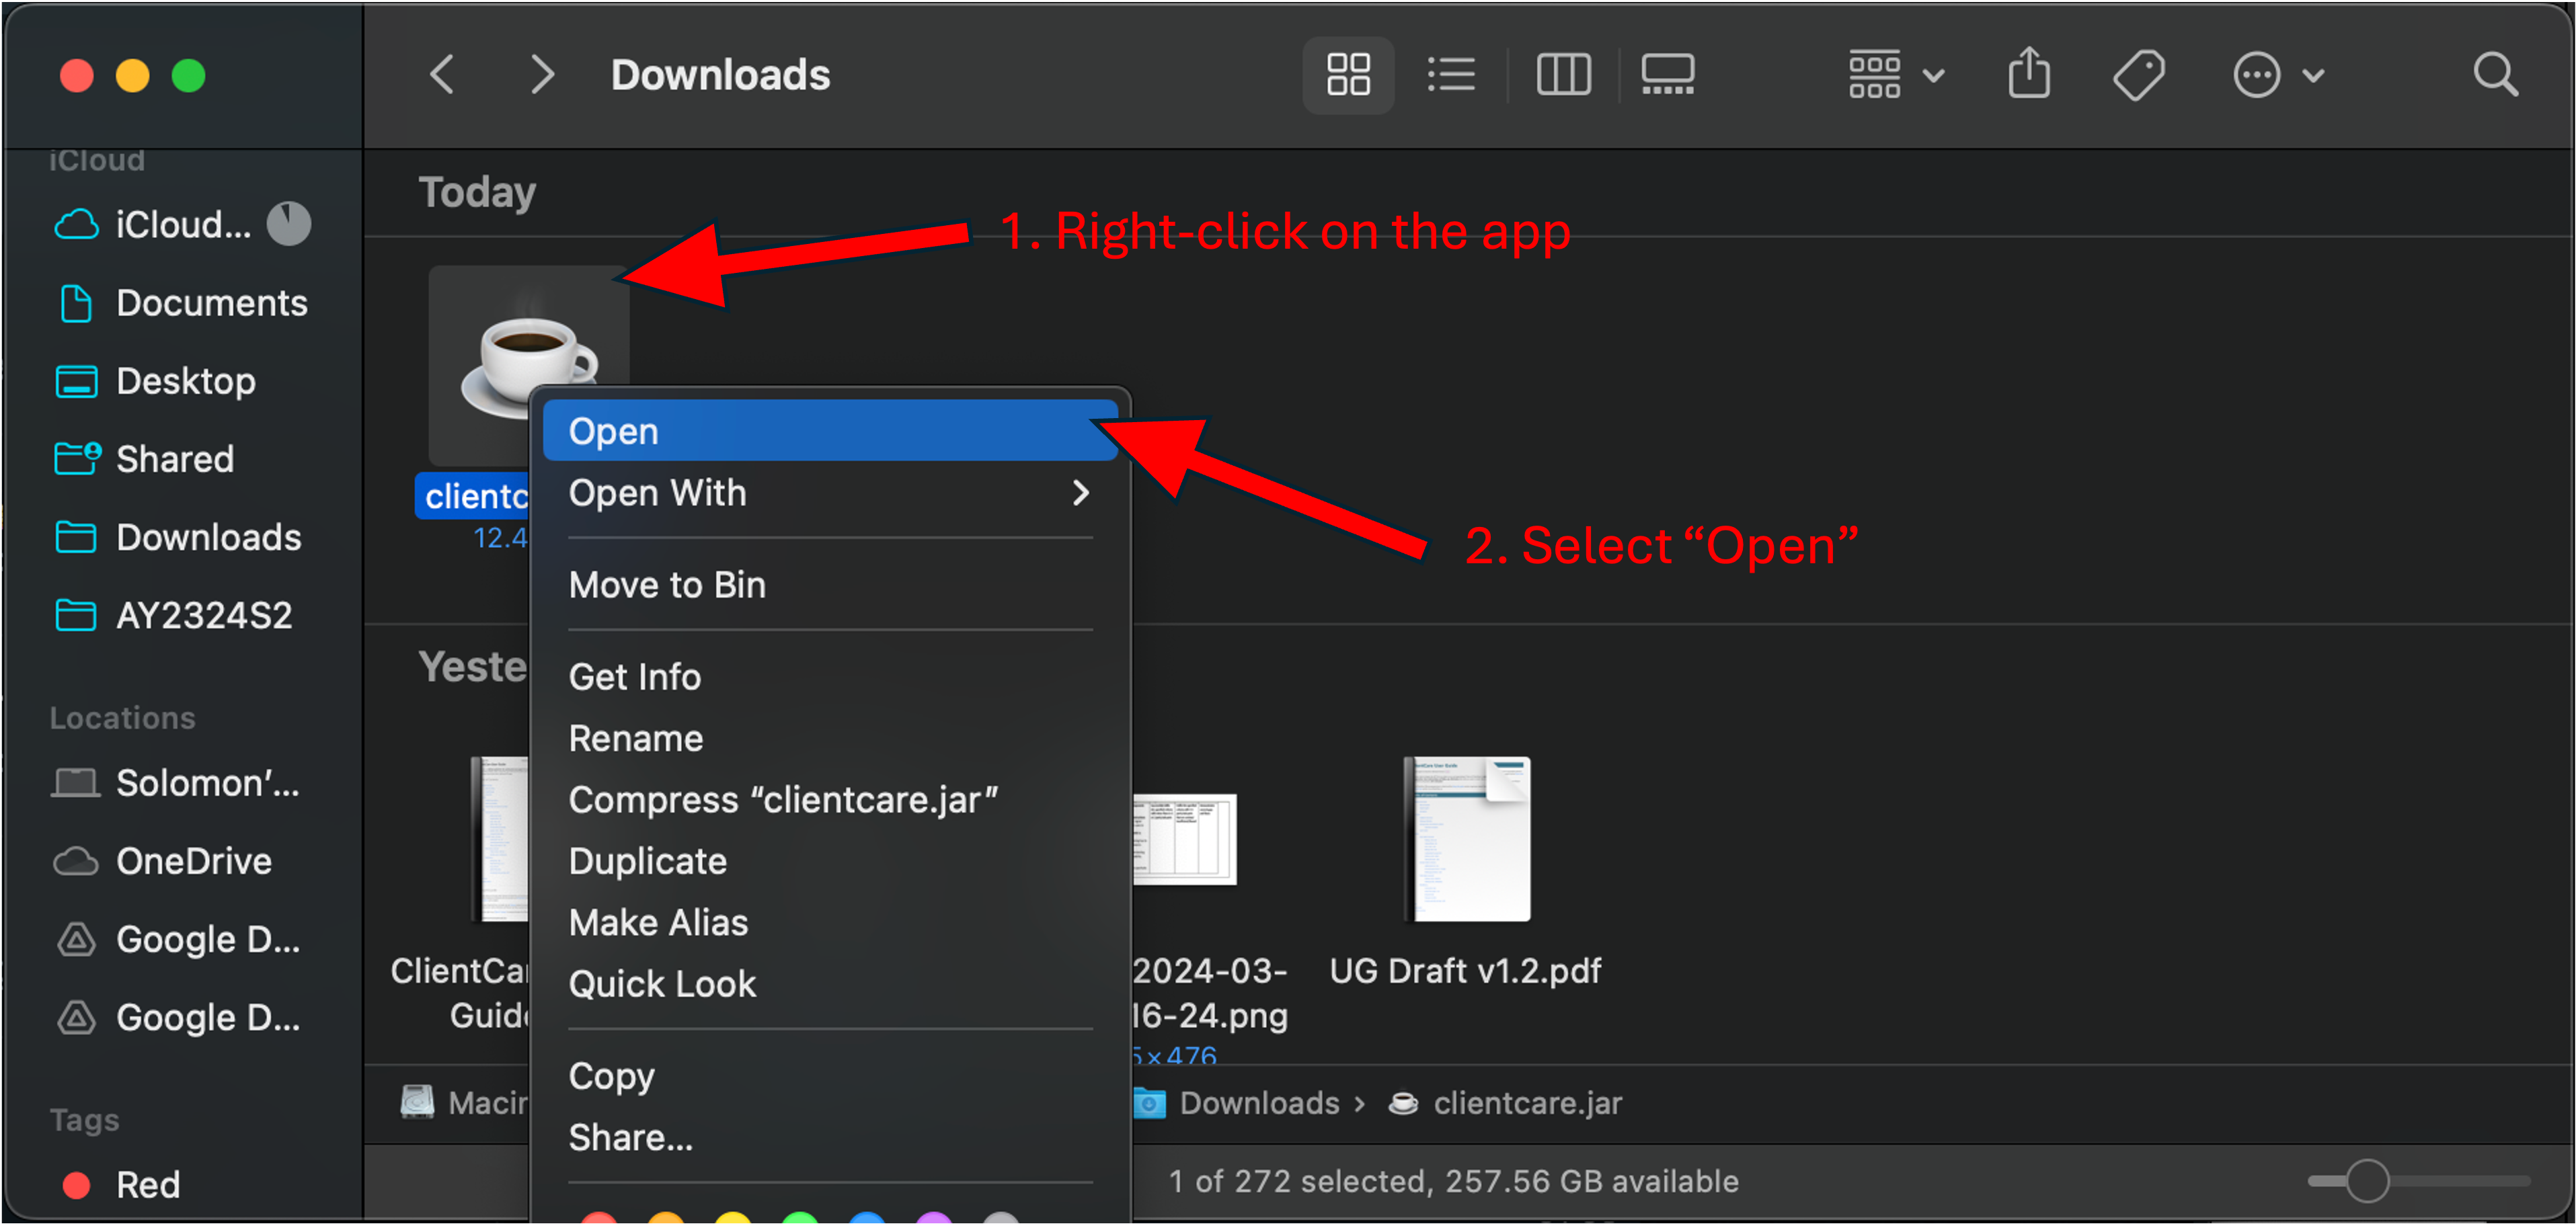 Downloads
iCloud
iCloud...
Documents
Desktop
Shared
Downloads
AY2324S2
Locations
Solomon’...
OneDrive
Google D...
Google D...
Tags
Red
Today
1. Right-click on the app
clientc
12.4
Open
2. Select “Open”
Open With
Move to Bin
Get Info
Rename
Compress “clientcare.jar”
Duplicate
Make Alias
Quick Look
Copy
Share...
Yeste
ClientCa
Guid
2024-03-
16-24.png
5×476
UG Draft v1.2.pdf
Macin
Downloads › clientcare.jar
1 of 272 selected, 257.56 GB available